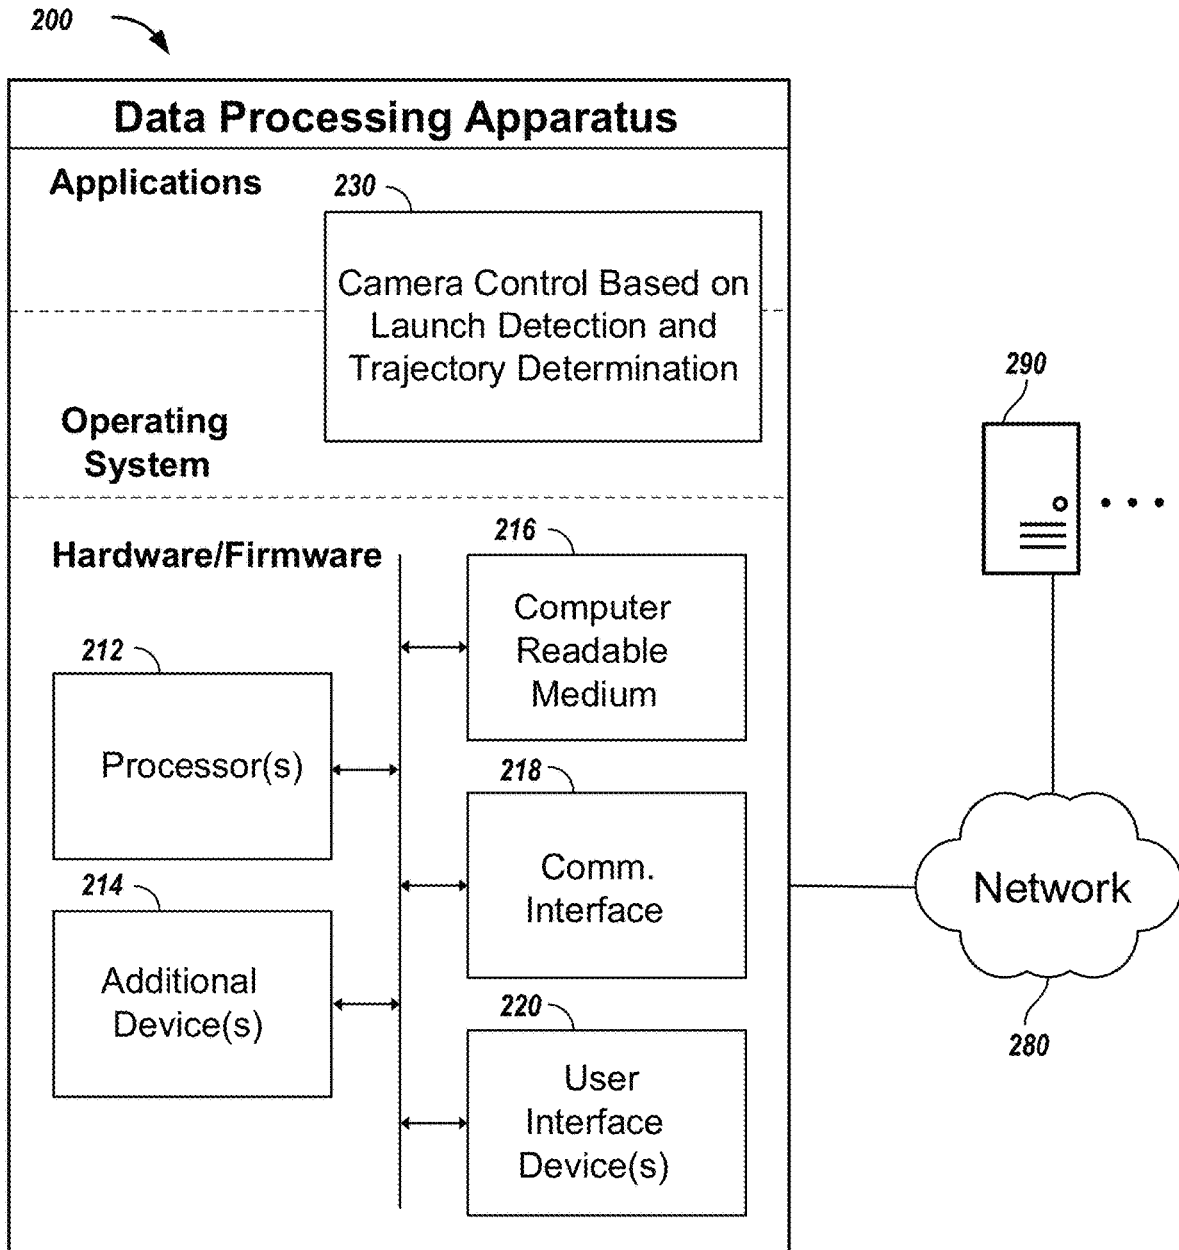 200
Data Processing Apparatus
Applications
230
Camera Control Based on
Launch Detection and
Trajectory Determination
Operating
System
290
Hardware/Firmware
216
Computer
Readable
Medium
212
Processor(s)
218
Comm.
Interface
Network
280
214
Additional
Device(s)
220
User
Interface
Device(s)